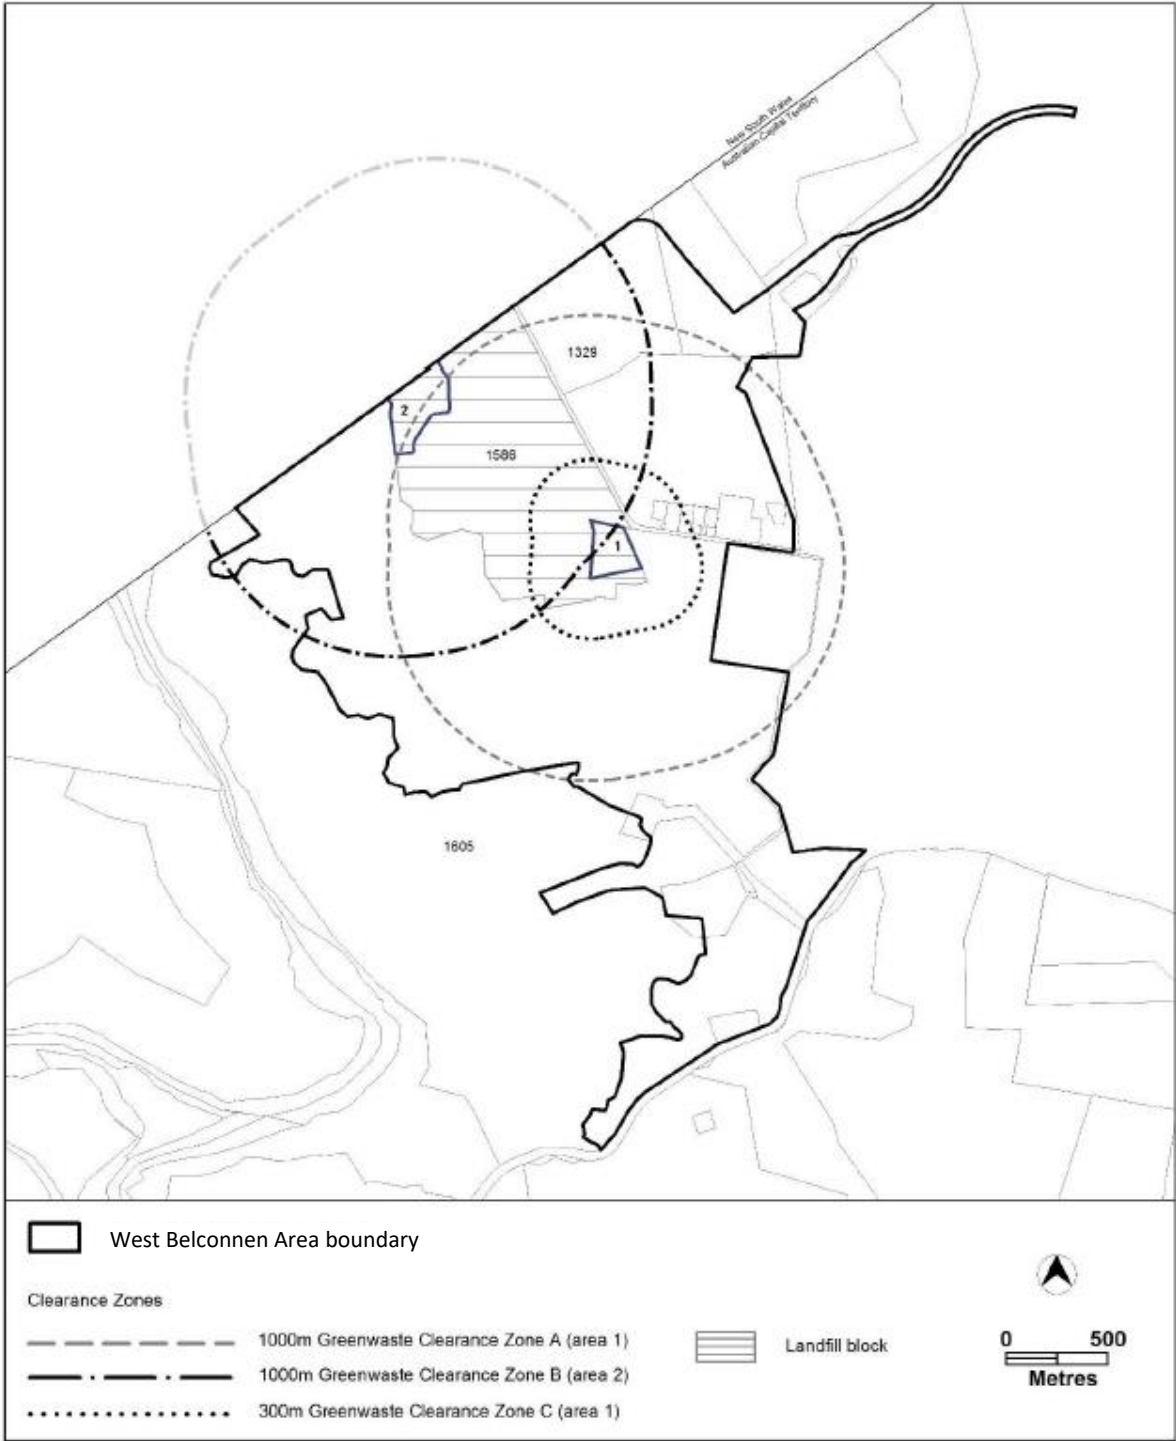 New South Wales
Australian Capital Territory
1329
2
1586
1
1605
West Belconnen Area boundary
Clearance Zones
1000m Greenwaste Clearance Zone A (area 1)
1000m Greenwaste Clearance Zone B (area 2)
300m Greenwaste Clearance Zone C (area 1)
Landfill block
0 500
Metres